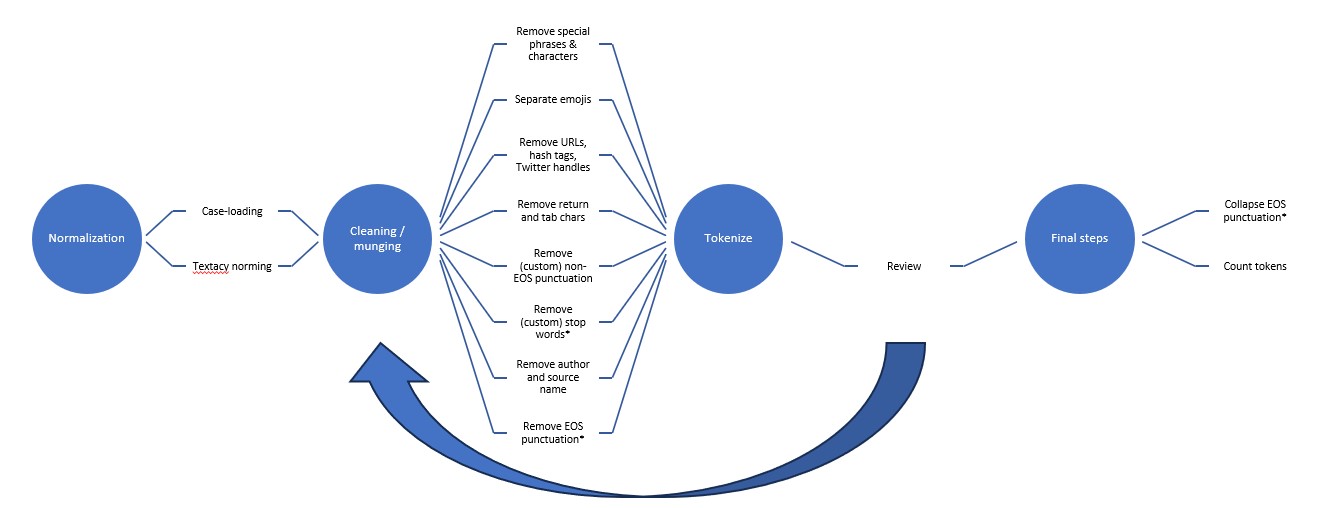 Normalization
Case-loading
Textacy norming
Cleaning /
munging
Remove special
phrases &
characters
Separate emojis
Remove URLs,
hash tags,
Twitter handles
Remove return
and tab chars
Remove
(custom) non-
EOS punctuation
Remove
(custom) stop
words*
Remove author
and source
name
Remove EOS
punctuation*
Tokenize
Review
Final steps
Collapse EOS
punctuation*
Count tokens